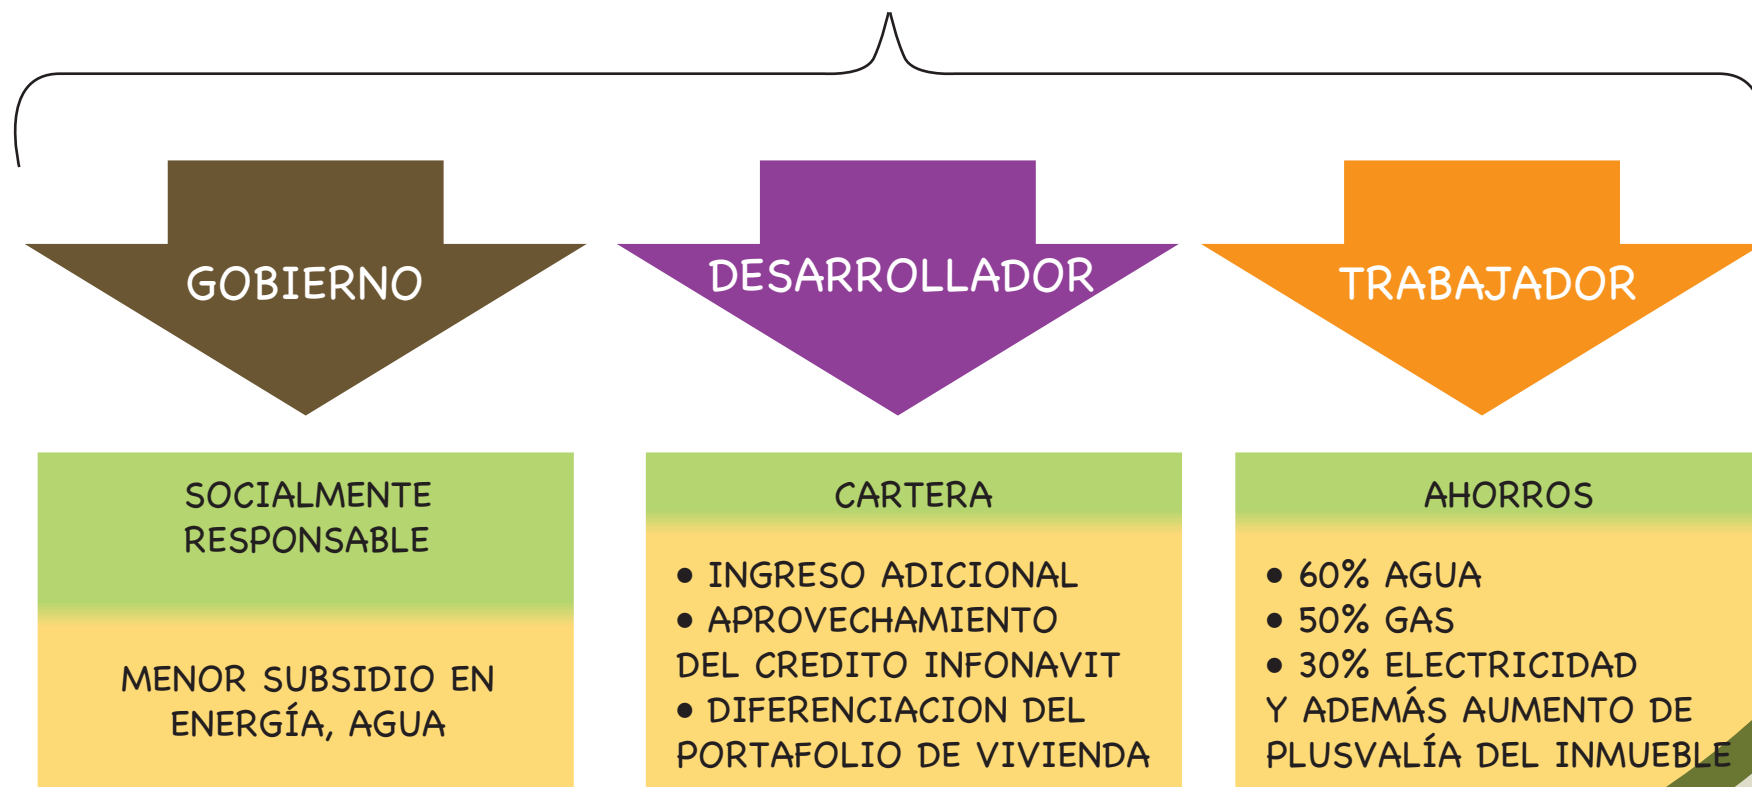 GOBIERNO
DESARROLLADOR
TRABAJADOR
SOCIALMENTE
RESPONSABLE
MENOR SUBSIDIO EN
ENERGÍA, AGUA
CARTERA
• INGRESO ADICIONAL
• APROVECHAMIENTO
DEL CREDITO INFONAVIT
• DIFERENCIACION DEL
PORTAFOLIO DE VIVIENDA
AHORROS
• 60% AGUA
• 50% GAS
• 30% ELECTRICIDAD
Y ADEMÁS AUMENTO DE
PLUSVALÍA DEL INMUEBLE